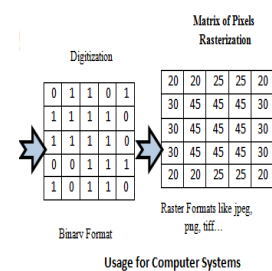 Matrix of Pixels
Rasterization
Digitization
0 1 1 0 1
1 1 1 1 0
1 1 1 1 0
0 0 1 1 1
1 0 1 1 0
20 20 25 25 20
30 45 45 45 30
30 45 45 45 30
30 45 45 45 30
20 20 25 25 20
Binary Format
Raster Formats like jpeg,
png, tiff...
Usage for Computer Systems